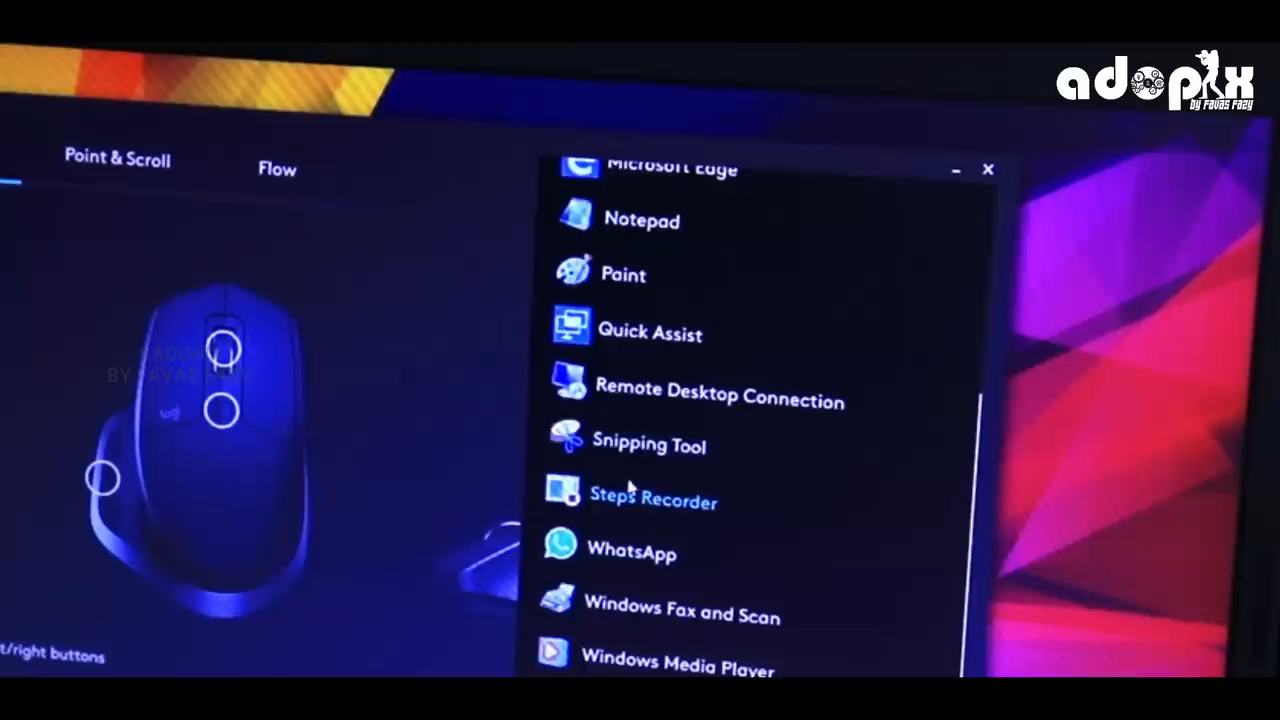 adopix
by FAVAS FAZY
Point & Scroll
Flow
Microsoft Edge
Notepad
Paint
Quick Assist
Remote Desktop Connection
Snipping Tool
Steps Recorder
WhatsApp
Windows Fax and Scan
Windows Media Player
t/right buttons